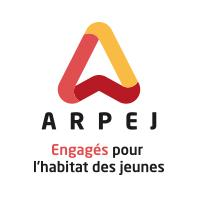 ARPEJ
Engagés pour
l'habitat des jeunes